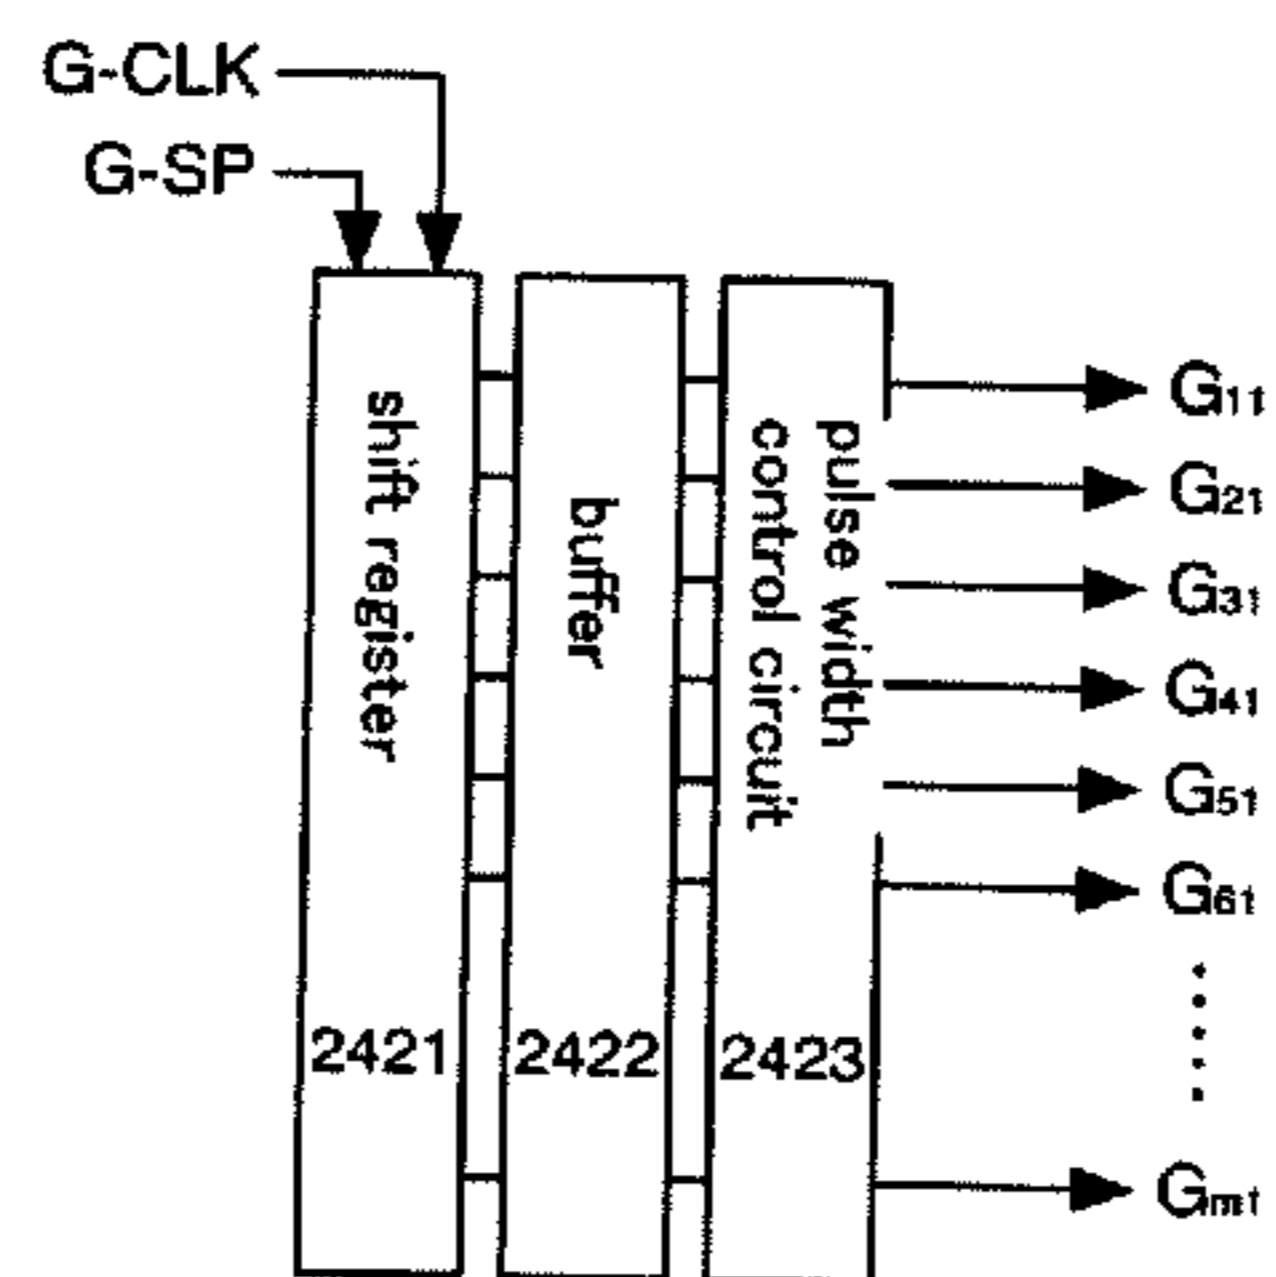 G-CLK
G-SP
shift register
2421
buffer
2422
pulse width
control circuit
2423
G11
G21
G31
G41
G51
G61
Gm1